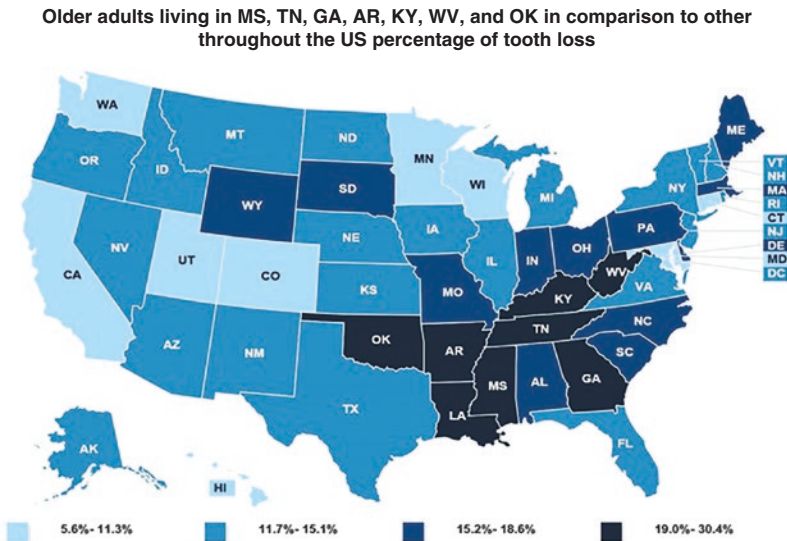 Older adults living in MS, TN, GA, AR, KY, WV, and OK in comparison to other
throughout the US percentage of tooth loss
WA
MT
ND
MN
ME
OR
ID
SD
WI
MI
NY
VT
NH
MA
RI
CT
NJ
DE
MD
DC
WY
NE
IA
IL
IN
OH
PA
NV
UT
CO
CA
KS
MO
WV
VA
KY
NC
AZ
NM
OK
AR
TN
SC
MS
AL
GA
TX
LA
FL
AK
HI
5.6%- 11.3%
11.7%- 15.1%
15.2%- 18.6%
19.0%- 30.4%